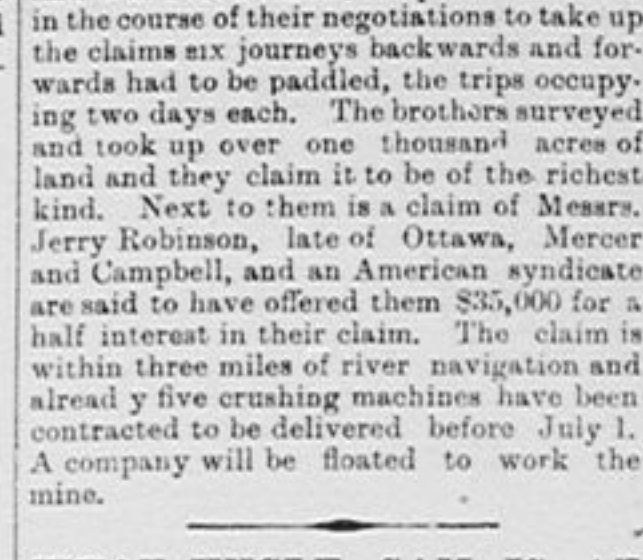 in the course of their negotiations to take up
the claims six journeys backwards and for-
wards had to be paddled, the trips occupy-
ing two days each. The brothers surveyed
and took up over one thousand acres of
land and they claim it to be of the richest
kind. Next to them is a claim of Messrs.
Jerry Robinson, late of Ottawa, Mercer
and Campbell, and an American syndicate
are said to have offered them $35,000 for a
half interest in their claim. The claim is
within three miles of river navigation and
alread y five crushing machines have been
contracted to be delivered before July 1.
A company will be floated to work the
mine.